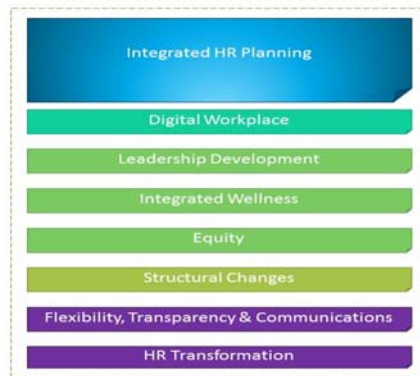 Integrated HR Planning
Digital Workplace
Leadership Development
Integrated Wellness
Equity
Structural Changes
Flexibility, Transparency & Communications
HR Transformation